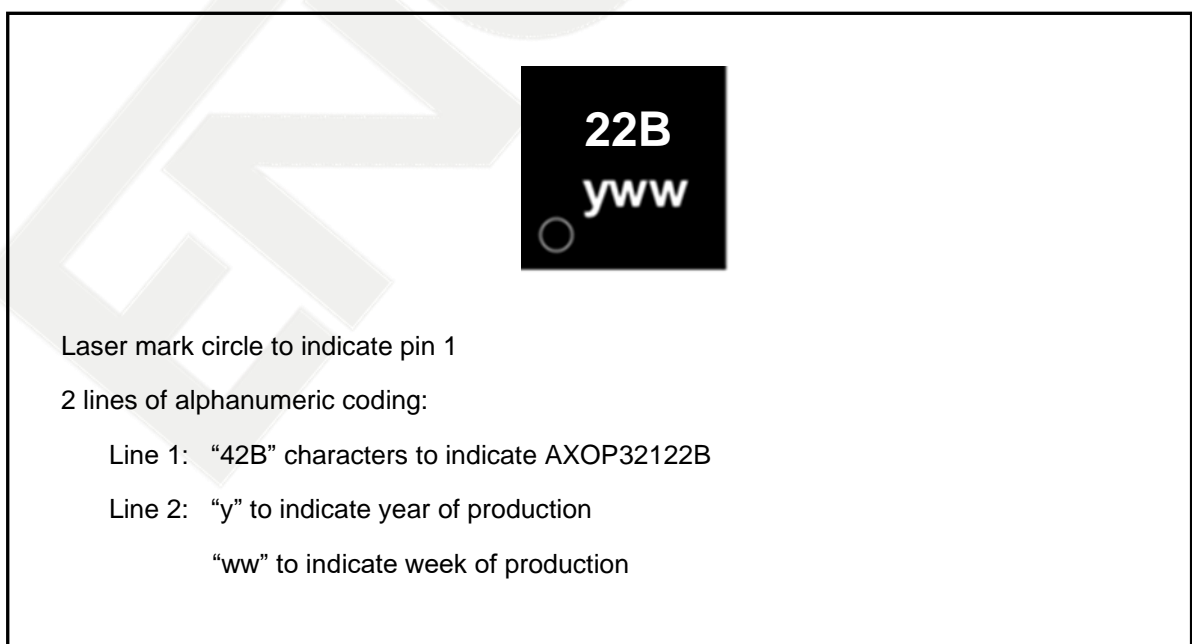 22B
yww
Laser mark circle to indicate pin 1
2 lines of alphanumeric coding:
Line 1: “42B” characters to indicate AXOP32122B
Line 2: “y” to indicate year of production
“ww” to indicate week of production